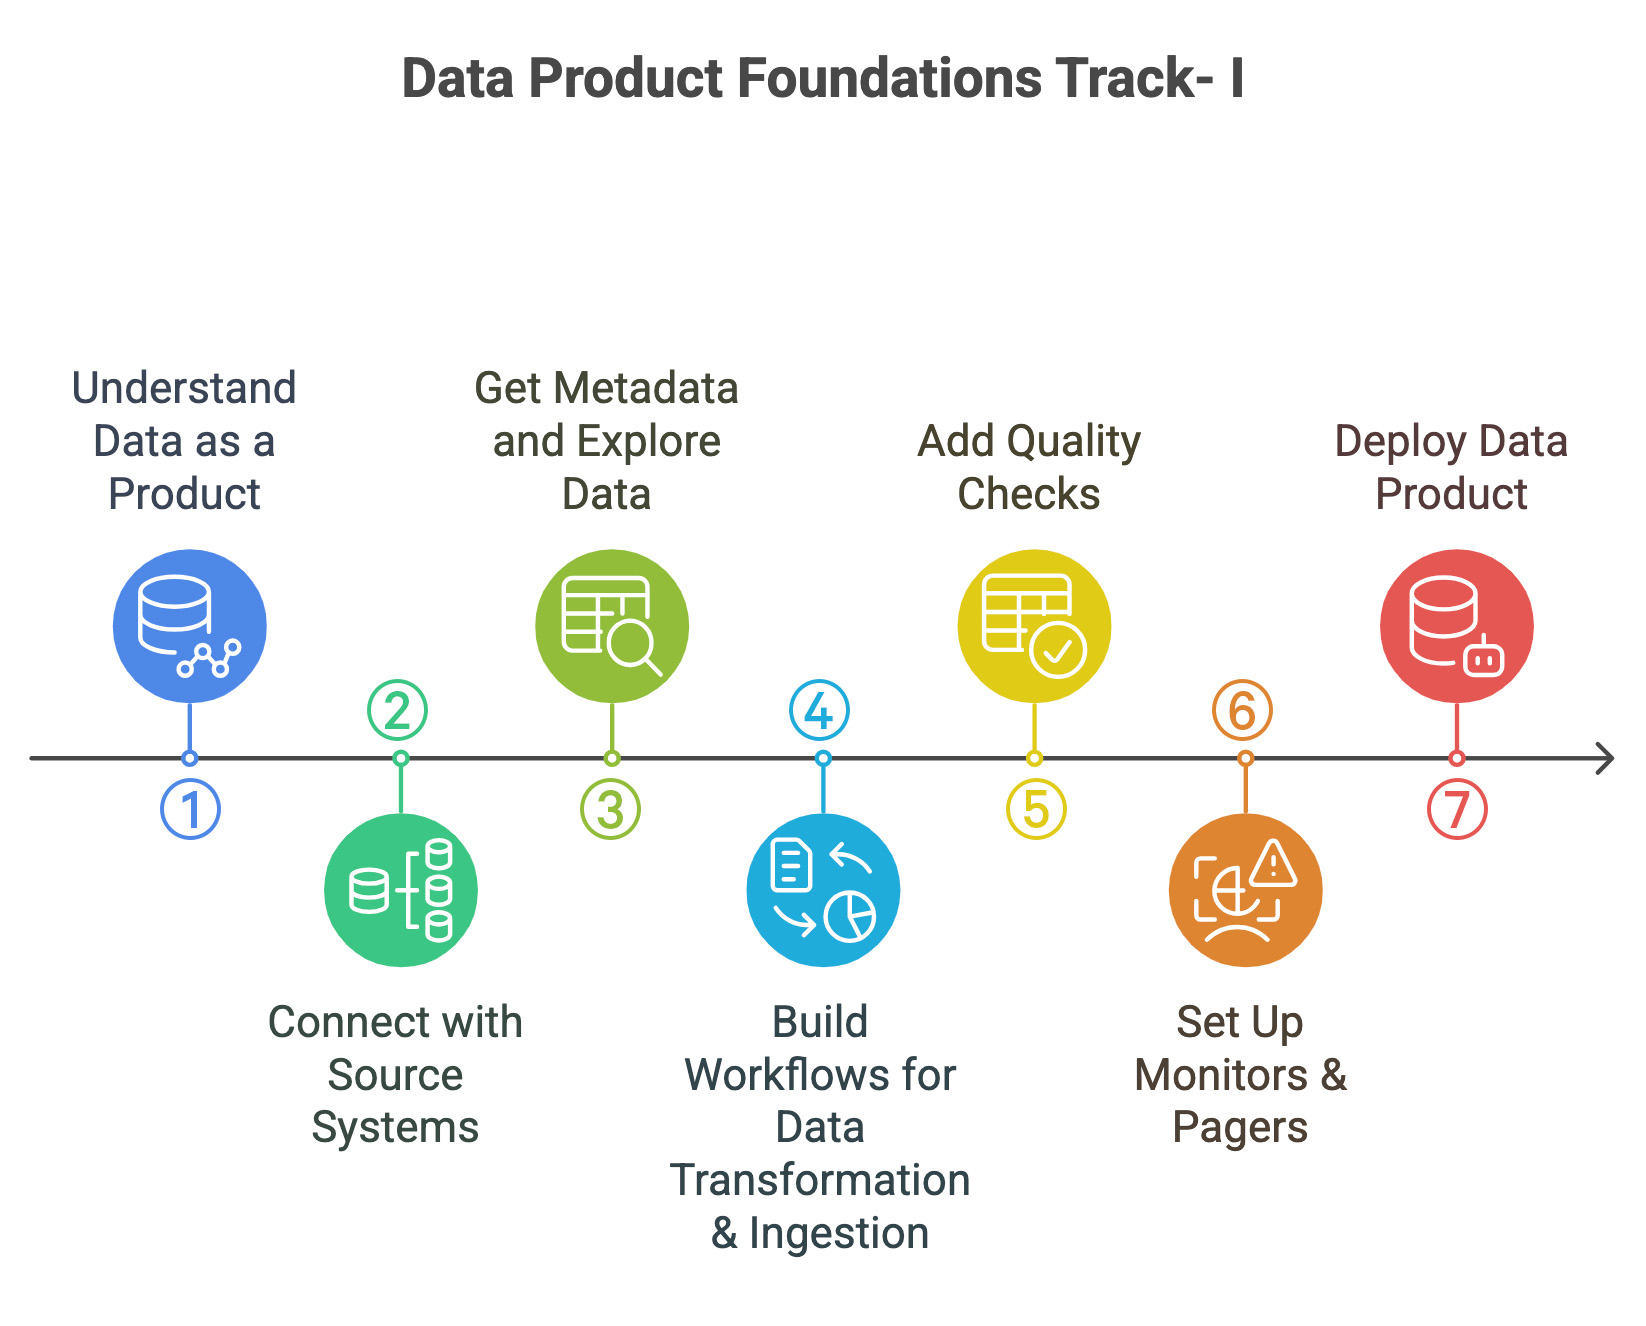 Data Product Foundations Track- I
Understand
Data as a
Product
1
2
Connect with
Source
Systems
Get Metadata
and Explore
Data
3
4
Build
Workflows for
Data
Transformation
& Ingestion
Add Quality
Checks
5
6
Set Up
Monitors &
Pagers
Deploy Data
Product
7